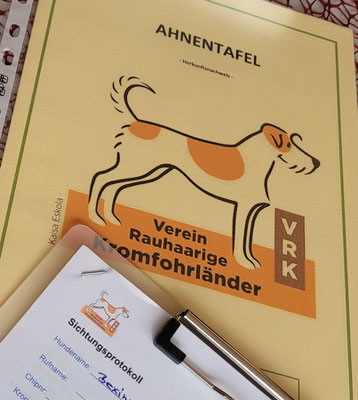 AHNENTAFEL
- Herkunftsnachweis -
Kaisa Eskola
VRK
Verein
Rauhaarige
Kromfohrländer
Sichtungsprotokoll
Hundename:
Rufname:
Chipnr.